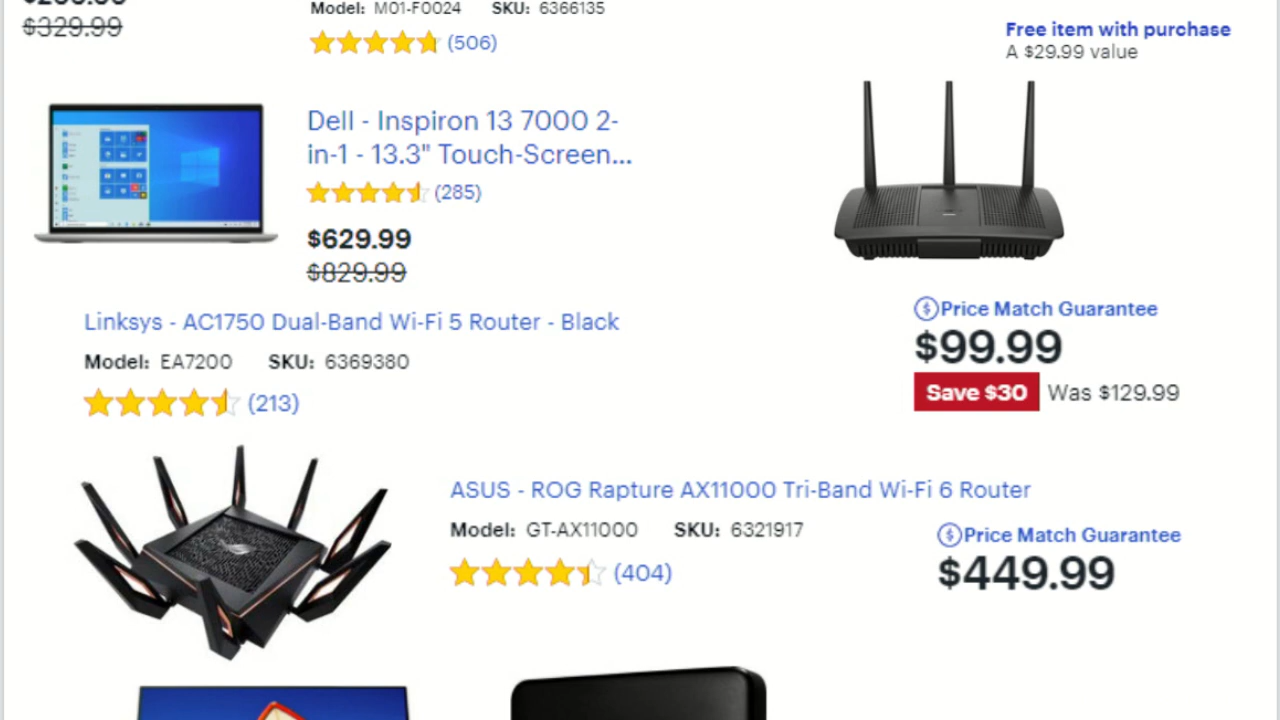 $329.99
Model: M01-F0024 SKU: 6366135
(506)
Free item with purchase
A $29.99 value
Dell - Inspiron 13 7000 2-
in-1 - 13.3" Touch-Screen...
(285)
$629.99
$829.99
Linksys - AC1750 Dual-Band Wi-Fi 5 Router - Black
Model: EA7200 SKU: 6369380
(213)
Price Match Guarantee
$99.99
Save $30 Was $129.99
ASUS - ROG Rapture AX11000 Tri-Band Wi-Fi 6 Router
Model: GT-AX11000 SKU: 6321917
(404)
Price Match Guarantee
$449.99